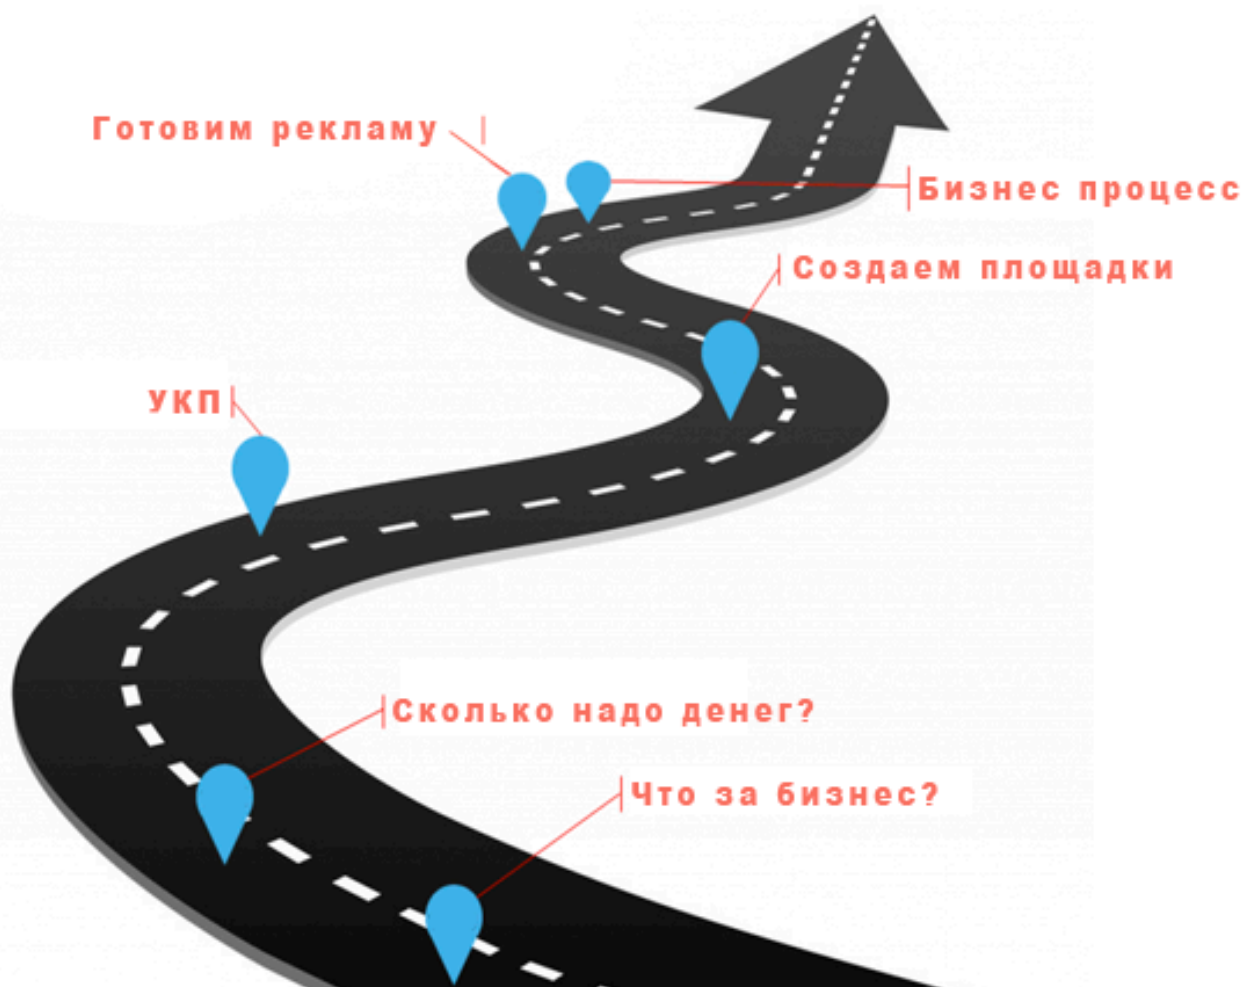 Готовим рекламу
Бизнес процесс
Создаем площадки
УКП
Сколько надо денег?
Что за бизнес?